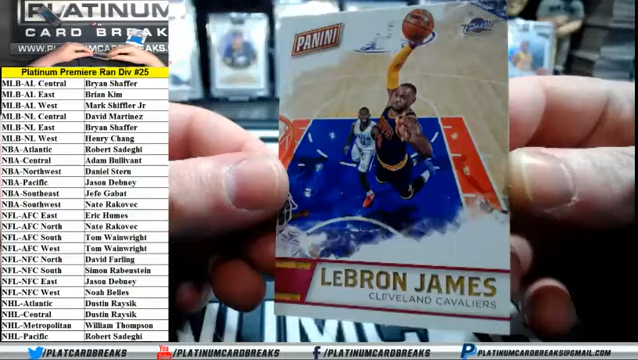 PLATINUM
CARD BREAKS
WWW.PLATINUMCARDBREAKS.
Platinum Premiere Ran Div #25
MLB-AL Central Bryan Shaffer
MLB-AL East Brian Kim
MLB-AL West Mark Shiffler Jr
MLB-NL Central David Martinez
MLB-NL East Bryan Shaffer
MLB-NL West Henry Chang
NBA-Atlantic Robert Sadeghi
NBA-Central Adam Bullivant
NBA-Northwest Daniel Stern
NBA-Pacific Jason Debney
NBA-Southeast Jefe Gabat
NBA-Southwest Nate Rakovec
NFL-AFC East Eric Humes
NFL-AFC North Nate Rakovec
NFL-AFC South Tom Wainwright
NFL-AFC West Tom Wainwright
NFL-NFC North David Farling
NFL-NFC South Simon Rabenstein
NFL-NFC East Jason Debney
NFL-NFC West Noah Belles
NHL-Atlantic Dustin Raysik
NHL-Central Dustin Raysik
NHL-Metropolitan William Thompson
NHL-Pacific Robert Sadeghi
PANINI
LEBRON JAMES
CLEVELAND CAVALIERS
/PLATCARDBREAKS
/PLATINUMCARDBREAKS
/PLATINUMCARDBREAKS
/platinumcardbreaks@gmail.com